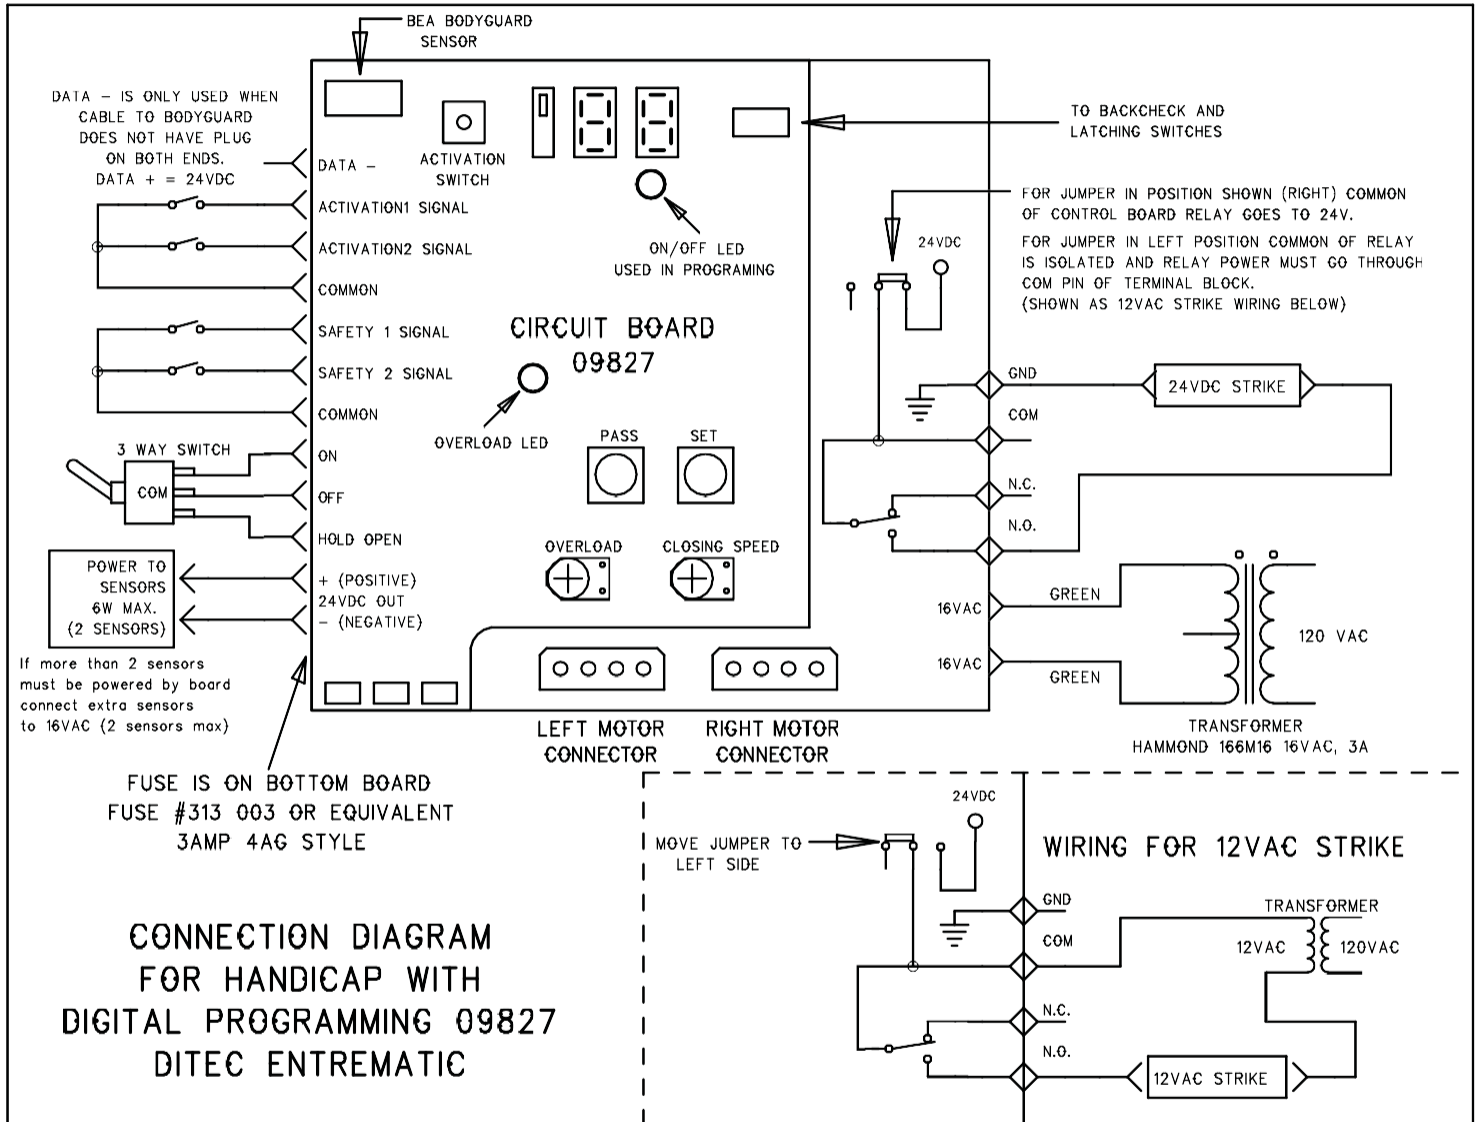 BEA BODYGUARD
SENSOR
DATA - IS ONLY USED WHEN
CABLE TO BODYGUARD
DOES NOT HAVE PLUG
ON BOTH ENDS.
DATA + = 24VDC
DATA -
ACTIVATION1 SIGNAL
ACTIVATION2 SIGNAL
COMMON
SAFETY 1 SIGNAL
SAFETY 2 SIGNAL
COMMON
3 WAY SWITCH
COM
ON
OFF
HOLD OPEN
POWER TO
SENSORS
6W MAX.
(2 SENSORS)
+ (POSITIVE)
24VDC OUT
- (NEGATIVE)
If more than 2 sensors
must be powered by board
connect extra sensors
to 16VAC (2 sensors max)
ACTIVATION
SWITCH
ON/OFF LED
USED IN PROGRAMING
CIRCUIT BOARD
09827
OVERLOAD LED
PASS
SET
OVERLOAD
CLOSING SPEED
TO BACKCHECK AND
LATCHING SWITCHES
FOR JUMPER IN POSITION SHOWN (RIGHT) COMMON
OF CONTROL BOARD RELAY GOES TO 24V.
FOR JUMPER IN LEFT POSITION COMMON OF RELAY
IS ISOLATED AND RELAY POWER MUST GO THROUGH
COM PIN OF TERMINAL BLOCK.
(SHOWN AS 12VAC STRIKE WIRING BELOW)
24VDC
GND
24VDC STRIKE
COM
N.C.
N.O.
16VAC
GREEN
120 VAC
16VAC
GREEN
TRANSFORMER
HAMMOND 166M16 16VAC, 3A
LEFT MOTOR
CONNECTOR
RIGHT MOTOR
CONNECTOR
FUSE IS ON BOTTOM BOARD
FUSE #313 003 OR EQUIVALENT
3AMP 4AG STYLE
CONNECTION DIAGRAM
FOR HANDICAP WITH
DIGITAL PROGRAMMING 09827
DITEC ENTREMATIC
24VDC
MOVE JUMPER TO
LEFT SIDE
WIRING FOR 12VAC STRIKE
GND
COM
TRANSFORMER
12VAC
120VAC
N.C.
N.O.
12VAC STRIKE